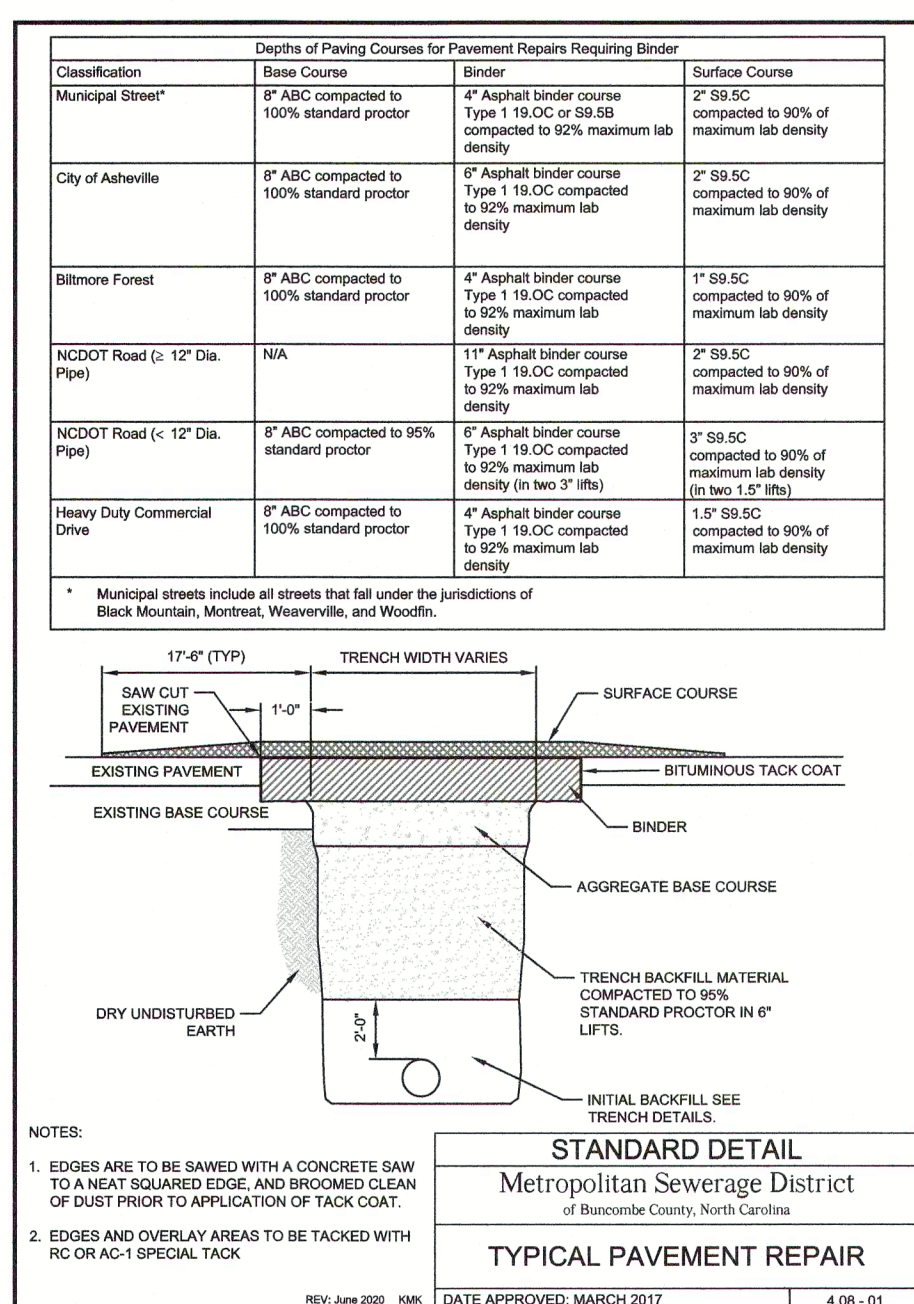 Depths of Paving Courses for Pavement Repairs Requiring Binder
Classification Base Course Binder Surface Course
Municipal Street* 8" ABC compacted to 4" Asphalt binder course 2" S9.5C
100% standard proctor Type 1 19.OC or S9.5B compacted to 90% of
compacted to 92% maximum lab maximum lab density
density
City of Asheville 8" ABC compacted to 6" Asphalt binder course 2" S9.5C
100% standard proctor Type 1 19.OC compacted compacted to 90% of
to 92% maximum lab maximum lab density
density
Biltmore Forest 8" ABC compacted to 4" Asphalt binder course 1" S9.5C
100% standard proctor Type 1 19.OC compacted compacted to 90% of
to 92% maximum lab maximum lab density
density
NCDOT Road (≥ 12" Dia. N/A 11" Asphalt binder course 2" S9.5C
Pipe) Type 1 19.OC compacted compacted to 90% of
to 92% maximum lab maximum lab density
density
NCDOT Road (< 12" Dia. 8" ABC compacted to 95% 6" Asphalt binder course 3" S9.5C
Pipe) standard proctor Type 1 19.OC compacted compacted to 90% of
to 92% maximum lab maximum lab density
density (in two 3" lifts) (in two 1.5" lifts)
Heavy Duty Commercial 8" ABC compacted to 4" Asphalt binder course 1.5" S9.5C
Drive 100% standard proctor Type 1 19.OC compacted compacted to 90% of
to 92% maximum lab maximum lab density
density
* Municipal streets include all streets that fall under the jurisdictions of
Black Mountain, Montreat, Weaverville, and Woodfin.
17'-6" (TYP) TRENCH WIDTH VARIES
SAW CUT
EXISTING
PAVEMENT
1'-0"
SURFACE COURSE
EXISTING PAVEMENT
BITUMINOUS TACK COAT
EXISTING BASE COURSE
BINDER
AGGREGATE BASE COURSE
TRENCH BACKFILL MATERIAL
COMPACTED TO 95%
STANDARD PROCTOR IN 6"
LIFTS.
DRY UNDISTURBED
EARTH
2'-0"
INITIAL BACKFILL SEE
TRENCH DETAILS.
NOTES:
1. EDGES ARE TO BE SAWED WITH A CONCRETE SAW
TO A NEAT SQUARED EDGE, AND BROOMED CLEAN
OF DUST PRIOR TO APPLICATION OF TACK COAT.
2. EDGES AND OVERLAY AREAS TO BE TACKED WITH
RC OR AC-1 SPECIAL TACK
REV: June 2020 KMK
STANDARD DETAIL
Metropolitan Sewerage District
of Buncombe County, North Carolina
TYPICAL PAVEMENT REPAIR
DATE APPROVED: MARCH 2017 4.08 - 01